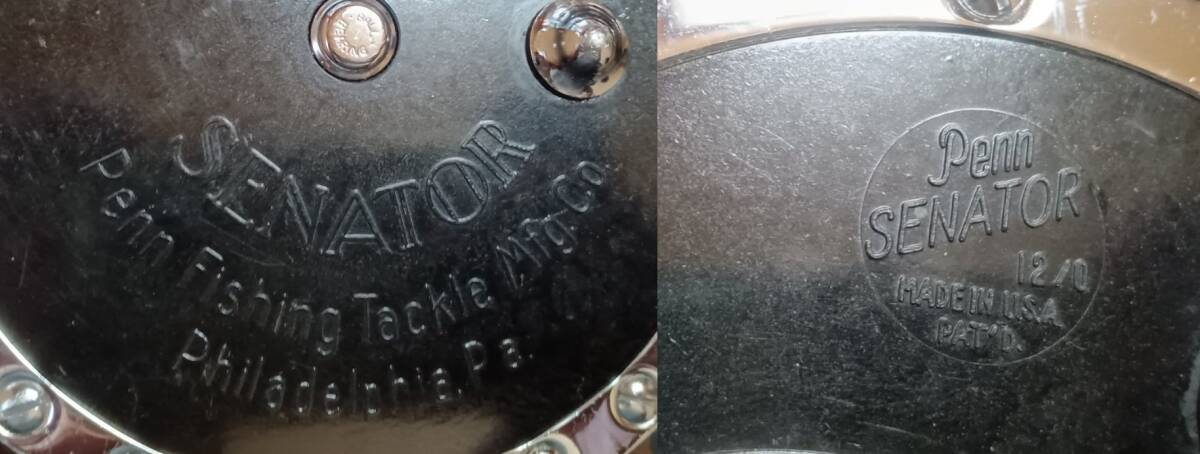 SENATOR
Penn Fishing Tackle Mfg. Co.
Philadelphia. Pa.
Penn
SENATOR
12/0
MADE IN U.S.A.
PAT'D.